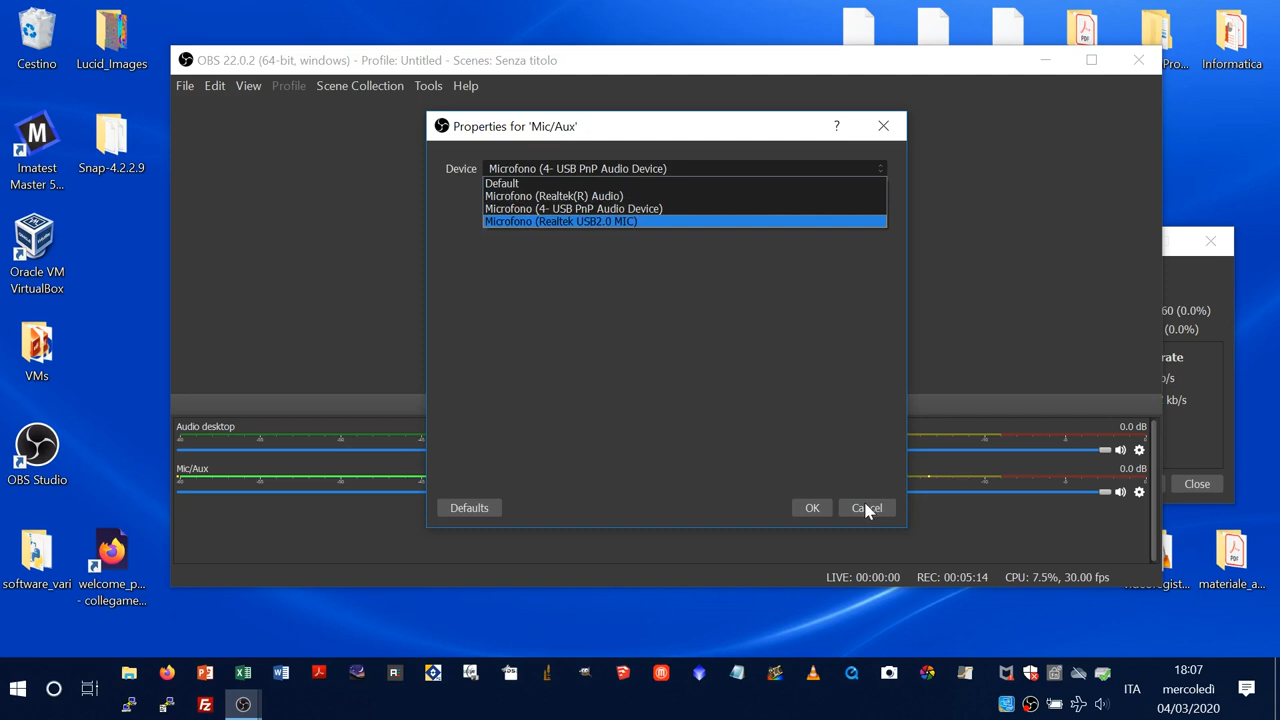 Cestino
Lucid_Images
Pro...
Informatica
OBS 22.0.2 (64-bit, windows) - Profile: Untitled - Scenes: Senza titolo
File Edit View Profile Scene Collection Tools Help
Properties for 'Mic/Aux'
?
Device Microfono (4- USB PnP Audio Device)
Default
Microfono (Realtek(R) Audio)
Microfono (4- USB PnP Audio Device)
Microfono (Realtek USB2.0 MIC)
Imatest
Master 5...
Snap-4.2.2.9
Oracle VM
VirtualBox
60 (0.0%)
(0.0%)
rate
b/s
kb/s
VMs
Audio desktop 0.0 dB
Mic/Aux 0.0 dB
OBS Studio
Close
Defaults OK Cancel
software_vari
welcome_p...
- collegame...
materiale_a...
LIVE: 00:00:00 REC: 00:05:14 CPU: 7.5%, 30.00 fps
ITA
18:07
mercoledì
04/03/2020